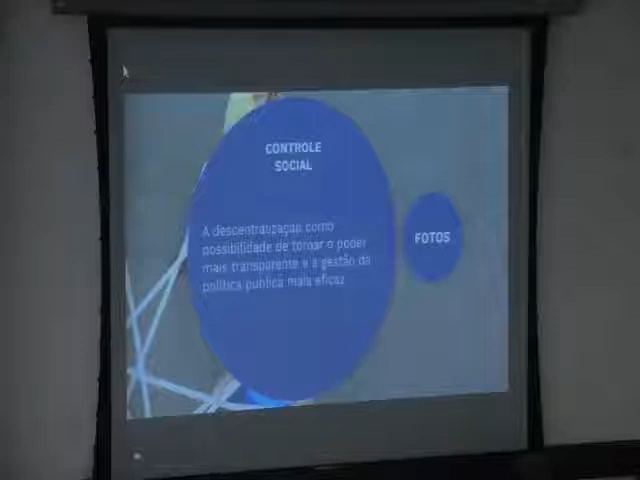 CONTROLE
SOCIAL
A descentralização como
possibilidade de tornar o poder
mais transparente e a gestão da
política pública mais eficaz
FOTOS